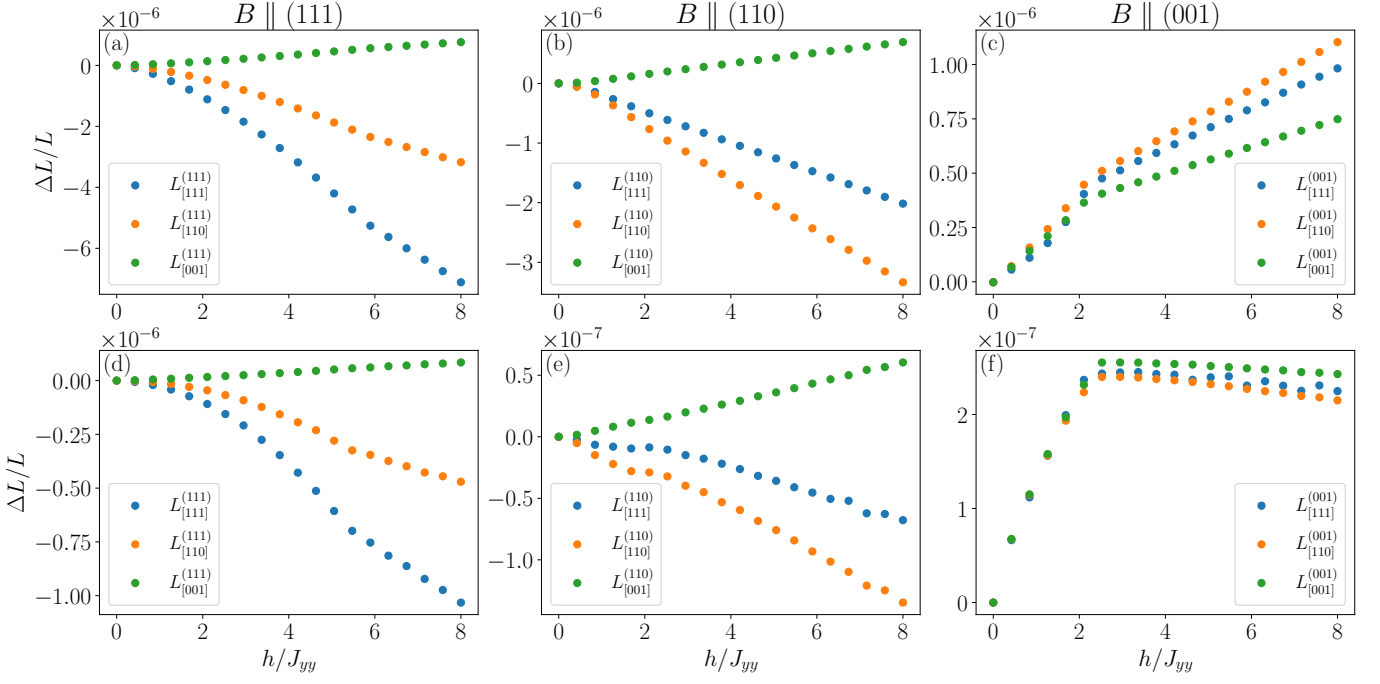 B ∥ (111)
B ∥ (110)
B ∥ (001)
×10⁻⁶
×10⁻⁶
×10⁻⁶
(a)
(b)
(c)
0
−2
−4
−6
ΔL/L
L^{(111)}_{[111]}
L^{(111)}_{[110]}
L^{(111)}_{[001]}
0 2 4 6 8
0
−1
−2
−3
L^{(110)}_{[111]}
L^{(110)}_{[110]}
L^{(110)}_{[001]}
0 2 4 6 8
1.00
0.75
0.50
0.25
0.00
L^{(001)}_{[111]}
L^{(001)}_{[110]}
L^{(001)}_{[001]}
0 2 4 6 8
×10⁻⁶
×10⁻⁷
×10⁻⁷
(d)
(e)
(f)
0.00
−0.25
−0.50
−0.75
−1.00
ΔL/L
L^{(111)}_{[111]}
L^{(111)}_{[110]}
L^{(111)}_{[001]}
0 2 4 6 8
h/J_{yy}
0.5
0.0
−0.5
−1.0
L^{(110)}_{[111]}
L^{(110)}_{[110]}
L^{(110)}_{[001]}
0 2 4 6 8
h/J_{yy}
2
1
0
L^{(001)}_{[111]}
L^{(001)}_{[110]}
L^{(001)}_{[001]}
0 2 4 6 8
h/J_{yy}